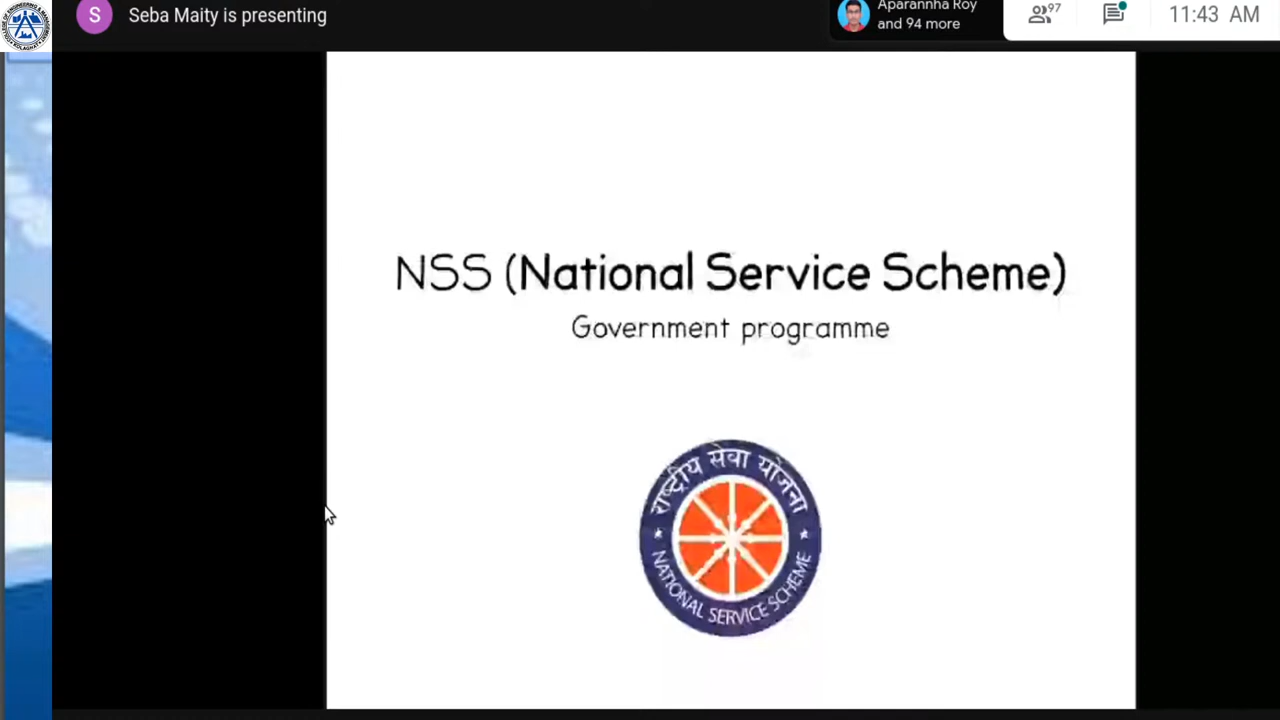 S
Seba Maity is presenting
Aparannha Roy
and 94 more
97
11:43 AM
NSS (National Service Scheme)
Government programme
राष्ट्रीय सेवा योजना
NATIONAL SERVICE SCHEME